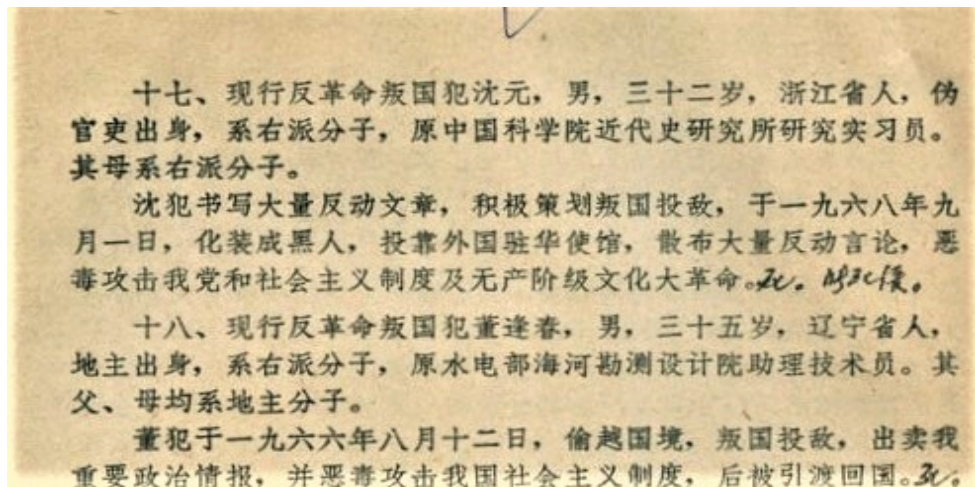 十七、现行反革命叛国犯沈元，男，三十二岁，浙江省人，伪
官吏出身，系右派分子，原中国科学院近代史研究所研究实习员。
其母系右派分子。
沈犯书写大量反动文章，积极策划叛国投敌，于一九六八年九
月一日，化装成黑人，投靠外国驻华使馆，散布大量反动言论，恶
毒攻击我党和社会主义制度及无产阶级文化大革命。
十八、现行反革命叛国犯董逢春，男，三十五岁，辽宁省人，
地主出身，系右派分子，原水电部海河勘测设计院助理技术员。其
父、母均系地主分子。
董犯于一九六六年八月十二日，偷越国境，叛国投敌，出卖我
重要政治情报，并恶毒攻击我国社会主义制度，后被引渡回国。